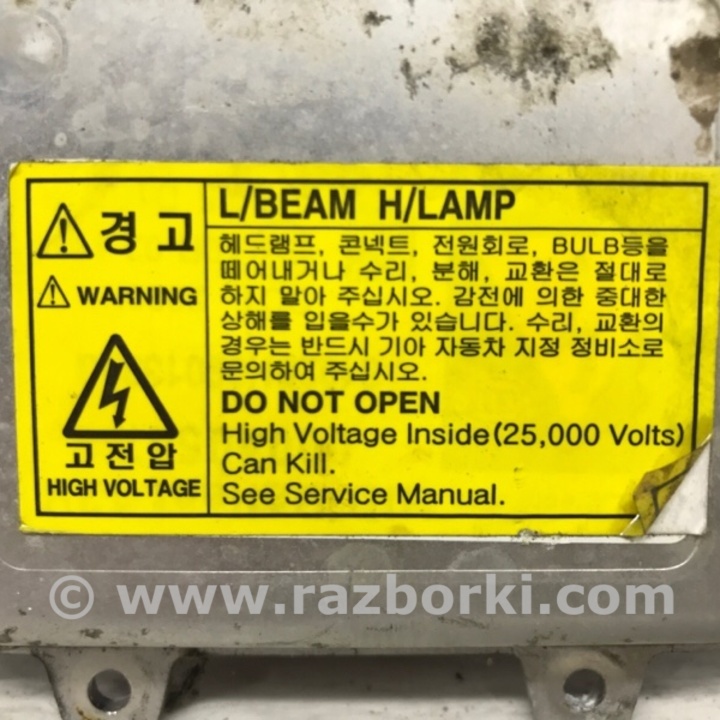 경고
WARNING
고전압
HIGH VOLTAGE
L/BEAM H/LAMP
헤드램프, 콘넥트, 전원회로, BULB등을
떼어내거나 수리, 분해, 교환은 절대로
하지 말아 주십시오. 감전에 의한 중대한
상해를 입을수가 있습니다. 수리, 교환의
경우는 반드시 기아 자동차 지정 정비소로
문의하여 주십시오.
DO NOT OPEN
High Voltage Inside(25,000 Volts)
Can Kill.
See Service Manual.
© www.razborki.com